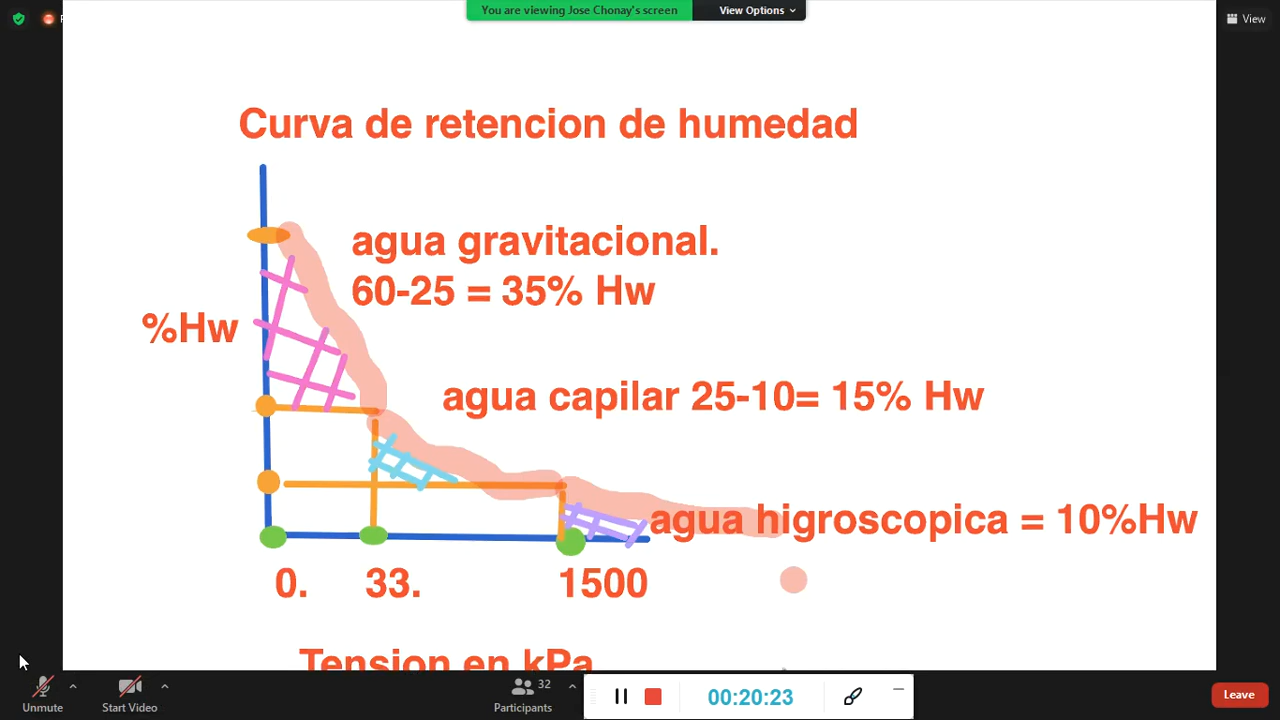 You are viewing Jose Chonay's screen
View Options
View
Curva de retencion de humedad
agua gravitacional.
60-25 = 35% Hw
%Hw
agua capilar 25-10= 15% Hw
agua higroscopica = 10%Hw
0. 33. 1500
Tension en kPa
32
00:20:23
Unmute
Start Video
Participants
Leave